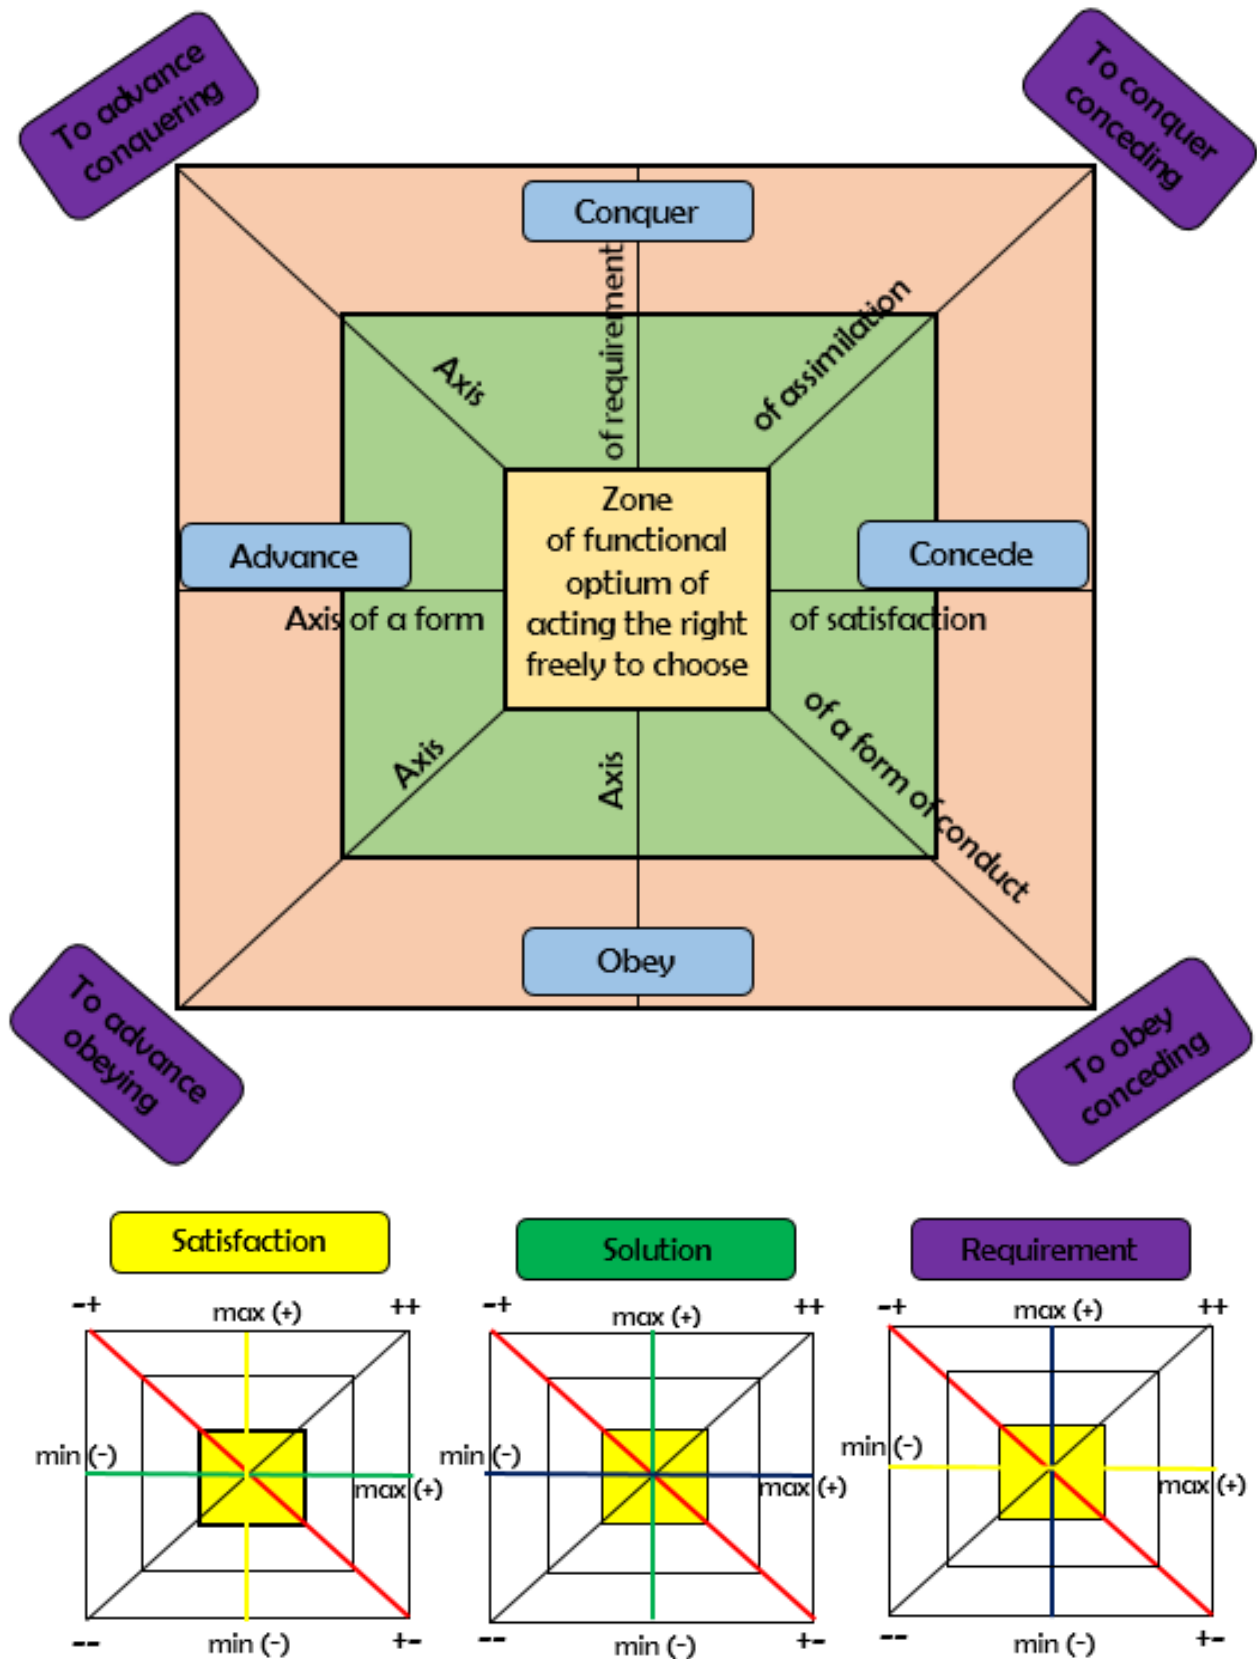 To advance
conquering
To conquer
conceding
Conquer
of requirement
of assimilation
Axis
Zone
of functional
optium of
acting the right
freely to choose
Advance
Concede
Axis of a form
of satisfaction
Axis
Axis
of a form of conduct
Obey
To advance
obeying
To obey
conceding
Satisfaction
Solution
Requirement
-+
max (+)
++
-+
max (+)
++
-+
max (+)
++
min (-)
max (+)
min (-)
max (+)
min (-)
max (+)
--
min (-)
+-
--
min (-)
+-
--
min (-)
+-